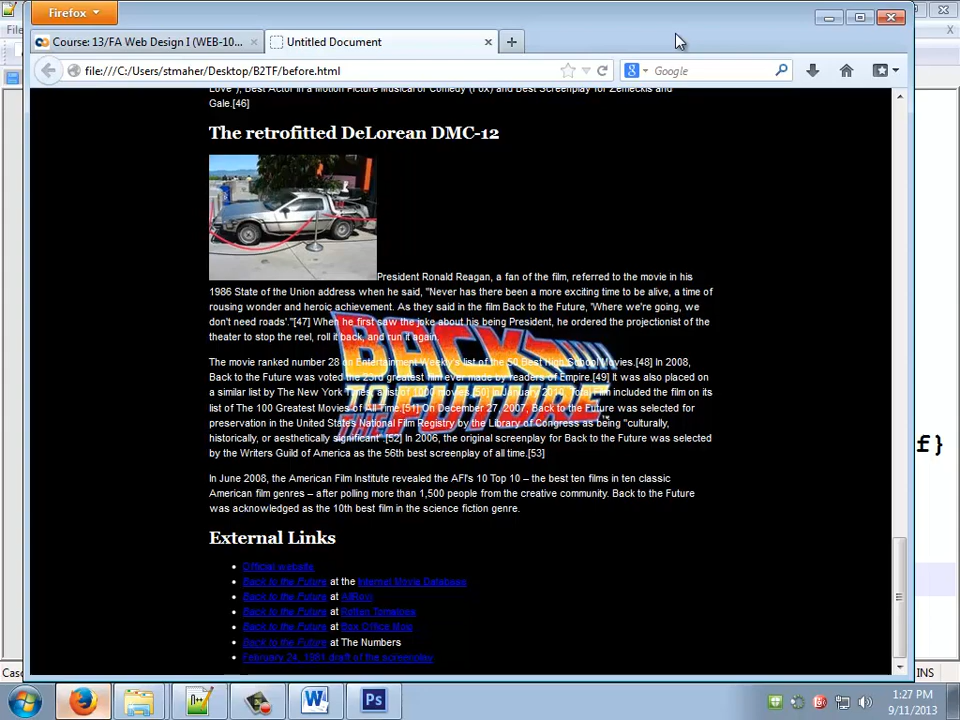 Firefox
File
Course: 13/FA Web Design I (WEB-10...
Untitled Document
file:///C:/Users/stmaher/Desktop/B2TF/before.html
Google
Love"), Best Actor in a Motion Picture Musical or Comedy (Fox) and Best Screenplay for Zemeckis and
Gale.[46]
The retrofitted DeLorean DMC-12
President Ronald Reagan, a fan of the film, referred to the movie in his
1986 State of the Union address when he said, "Never has there been a more exciting time to be alive, a time of
rousing wonder and heroic achievement. As they said in the film Back to the Future, 'Where we're going, we
don't need roads'."[47] When he first saw the joke about his being President, he ordered the projectionist of the
theater to stop the reel, roll it back, and run it again.
BACK TO THE FUTURE
The movie ranked number 28 on Entertainment Weekly's list of the 50 Best High School Movies.[48] In 2008,
Back to the Future was voted the 23rd greatest film ever made by readers of Empire.[49] It was also placed on
a similar list by The New York Times, a list of 1000 movies.[50] In January 2010, Total Film included the film on its
list of The 100 Greatest Movies of All Time.[51] On December 27, 2007, Back to the Future was selected for
preservation in the United States National Film Registry by the Library of Congress as being "culturally,
historically, or aesthetically significant".[52] In 2006, the original screenplay for Back to the Future was selected
by the Writers Guild of America as the 56th best screenplay of all time.[53]
In June 2008, the American Film Institute revealed the AFI's 10 Top 10 – the best ten films in ten classic
American film genres – after polling more than 1,500 people from the creative community. Back to the Future
was acknowledged as the 10th best film in the science fiction genre.
External Links
Official website
Back to the Future at the Internet Movie Database
Back to the Future at AllRovi
Back to the Future at Rotten Tomatoes
Back to the Future at Box Office Mojo
Back to the Future at The Numbers
February 24, 1981 draft of the screenplay
f}
INS
W
Ps
1:27 PM
9/11/2013